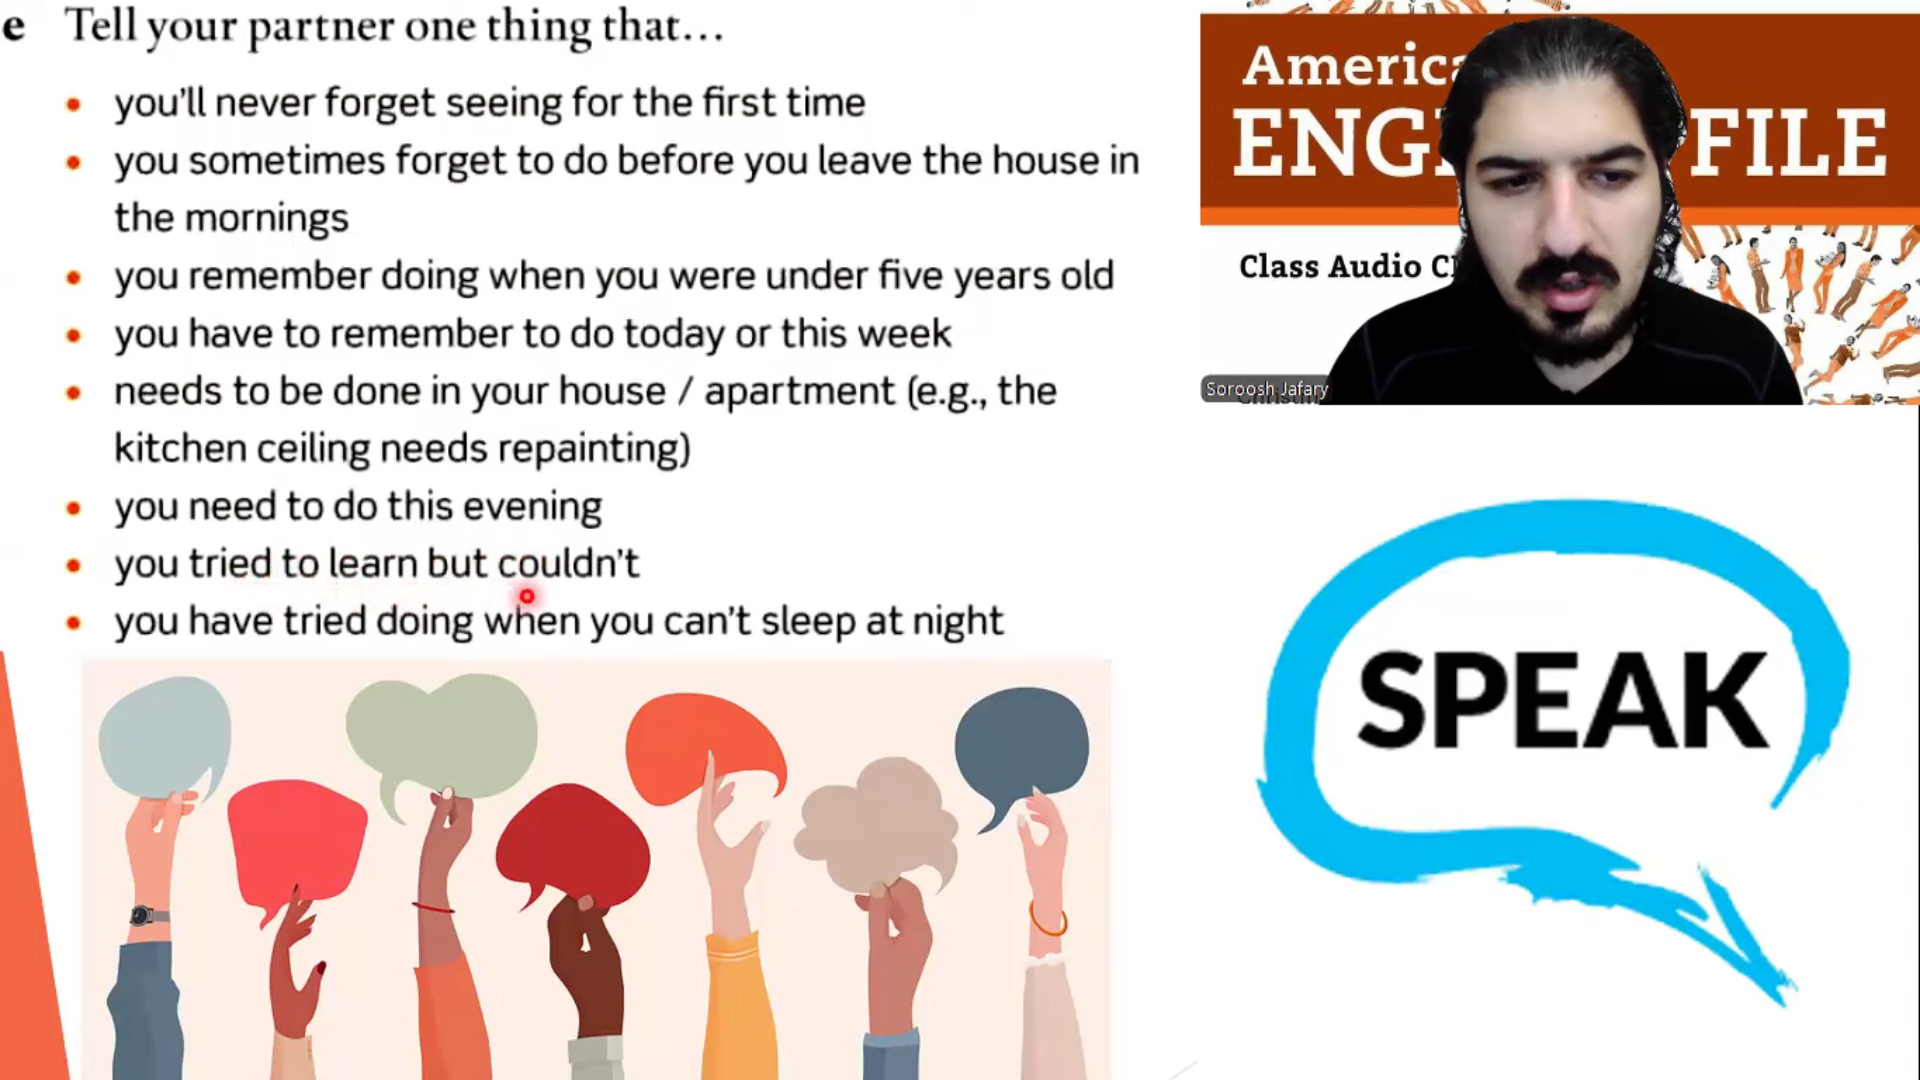 e Tell your partner one thing that...
• you'll never forget seeing for the first time
• you sometimes forget to do before you leave the house in
the mornings
• you remember doing when you were under five years old
• you have to remember to do today or this week
• needs to be done in your house / apartment (e.g., the
kitchen ceiling needs repainting)
• you need to do this evening
• you tried to learn but couldn't
• you have tried doing when you can't sleep at night
America
ENG FILE
Class Audio C
Soroosh Jafary
SPEAK